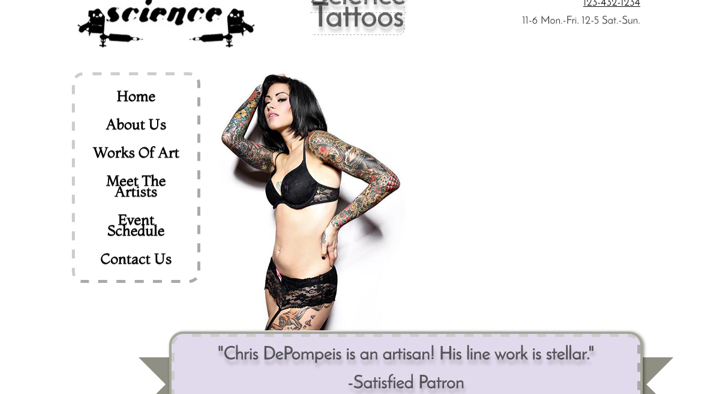 science
Science
Tattoos
123-432-1234
11-6 Mon.-Fri. 12-5 Sat.-Sun.
Home
About Us
Works Of Art
Meet The
Artists
Event
Schedule
Contact Us
"Chris DePompeis is an artisan! His line work is stellar."
-Satisfied Patron